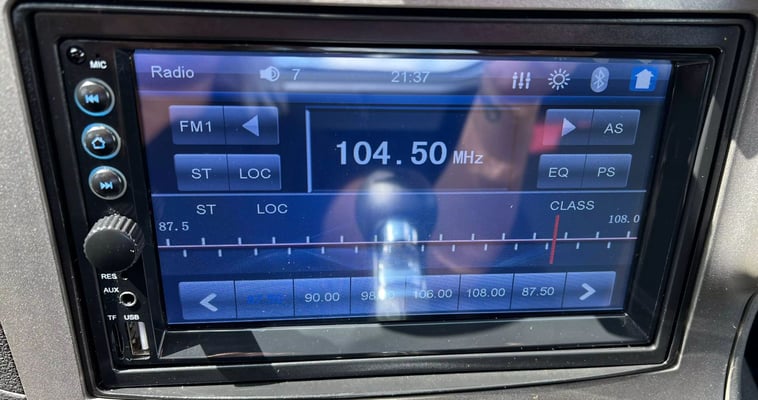 MIC
Radio 7 21:37
FM1 AS
104.50 MHz
ST LOC EQ PS
ST LOC CLASS
87.5 108.0
90.00 106.00 108.00 87.50
RES
AUX
TF USB